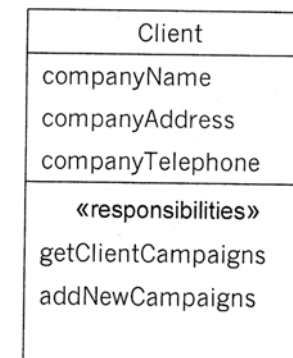 Client
companyName
companyAddress
companyTelephone
«responsibilities»
getClientCampaigns
addNewCampaigns